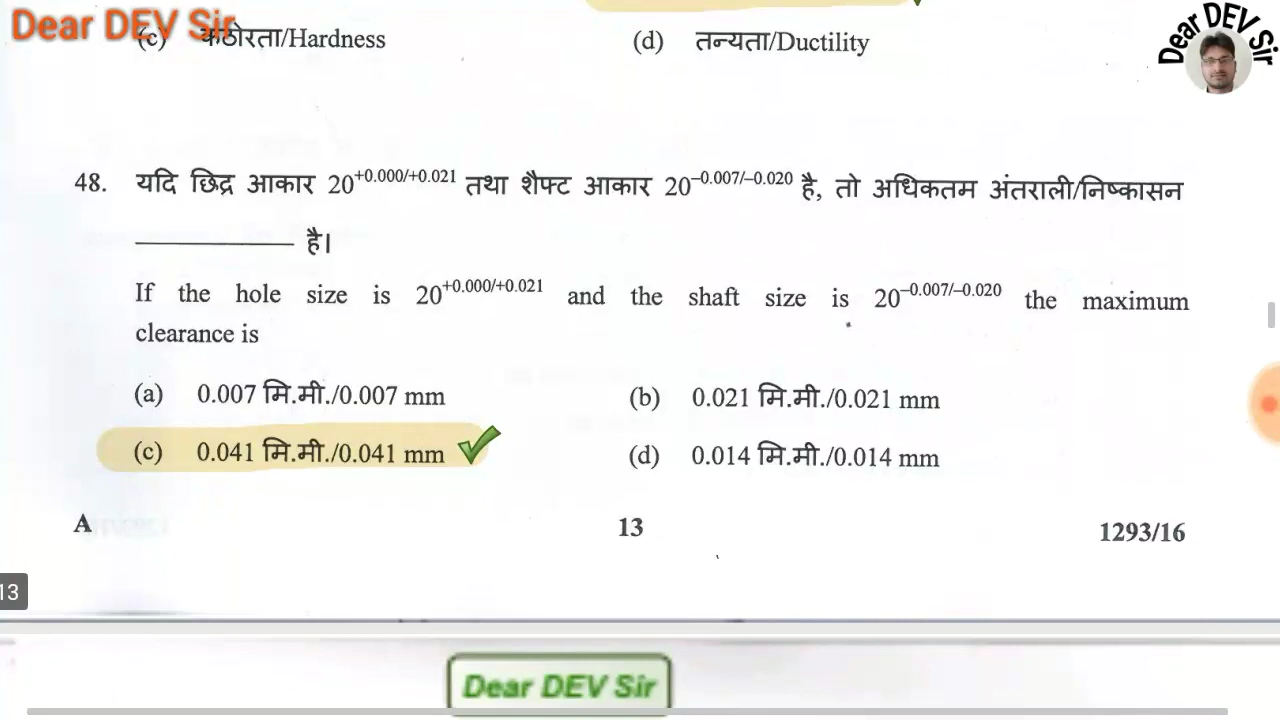 Dear DEV Sir
Dear DEV Sir
(c) कठोरता/Hardness (d) तन्यता/Ductility
48. यदि छिद्र आकार 20+0.000/+0.021 तथा शैफ्ट आकार 20–0.007/–0.020 है, तो अधिकतम अंतराली/निष्कासन
____________ है।
If the hole size is 20+0.000/+0.021 and the shaft size is 20–0.007/–0.020 the maximum
clearance is
(a) 0.007 मि.मी./0.007 mm (b) 0.021 मि.मी./0.021 mm
(c) 0.041 मि.मी./0.041 mm (d) 0.014 मि.मी./0.014 mm
A 13 1293/16
13
Dear DEV Sir